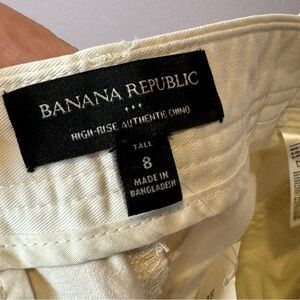 BANANA REPUBLIC
HIGH-RISE AUTHENTIC CHINO
TALL
8
MADE IN
BANGLADESH